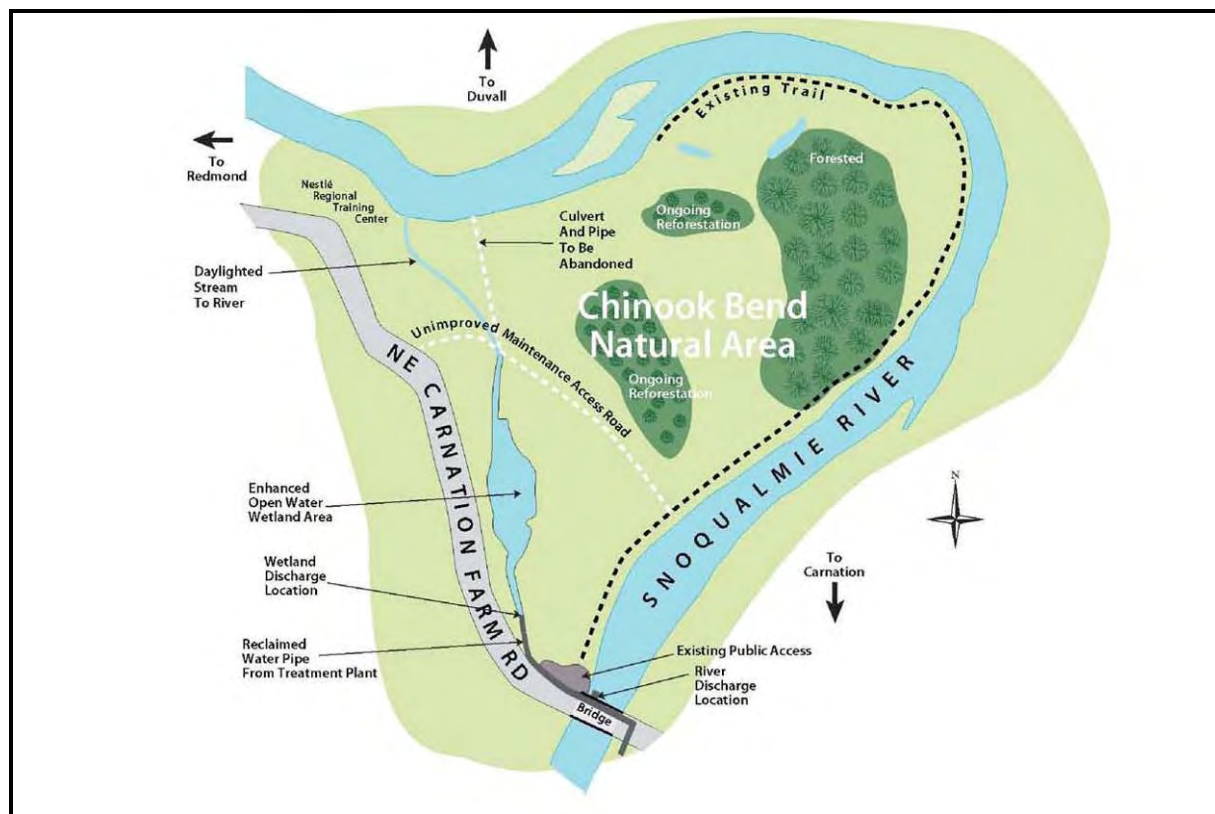 To
Duvall
To
Redmond
Existing Trail
Forested
Nestlé
Regional
Training
Center
Ongoing
Reforestation
Culvert
And Pipe
To Be
Abandoned
Daylighted
Stream
To River
Chinook Bend
Natural Area
Unimproved Maintenance Access Road
Ongoing
Reforestation
NE CARNATION FARM RD
SNOQUALMIE RIVER
N
Enhanced
Open Water
Wetland Area
To
Carnation
Wetland
Discharge
Location
Reclaimed
Water Pipe
From Treatment Plant
Existing Public Access
River
Discharge
Location
Bridge